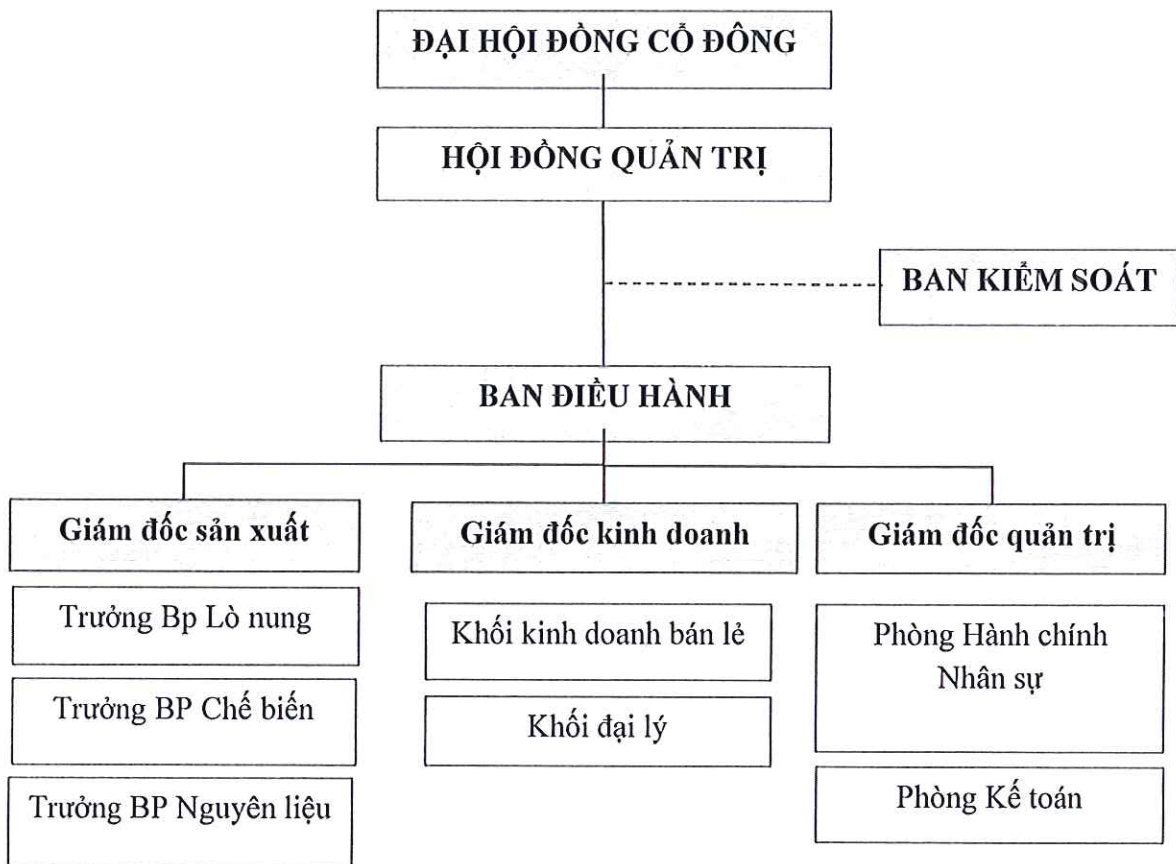 ĐẠI HỘI ĐỒNG CỔ ĐÔNG
HỘI ĐỒNG QUẢN TRỊ
BAN KIỂM SOÁT
BAN ĐIỀU HÀNH
Giám đốc sản xuất
Giám đốc kinh doanh
Giám đốc quản trị
Trưởng Bp Lò nung
Khối kinh doanh bán lẻ
Phòng Hành chính
Nhân sự
Trưởng BP Chế biến
Khối đại lý
Trưởng BP Nguyên liệu
Phòng Kế toán